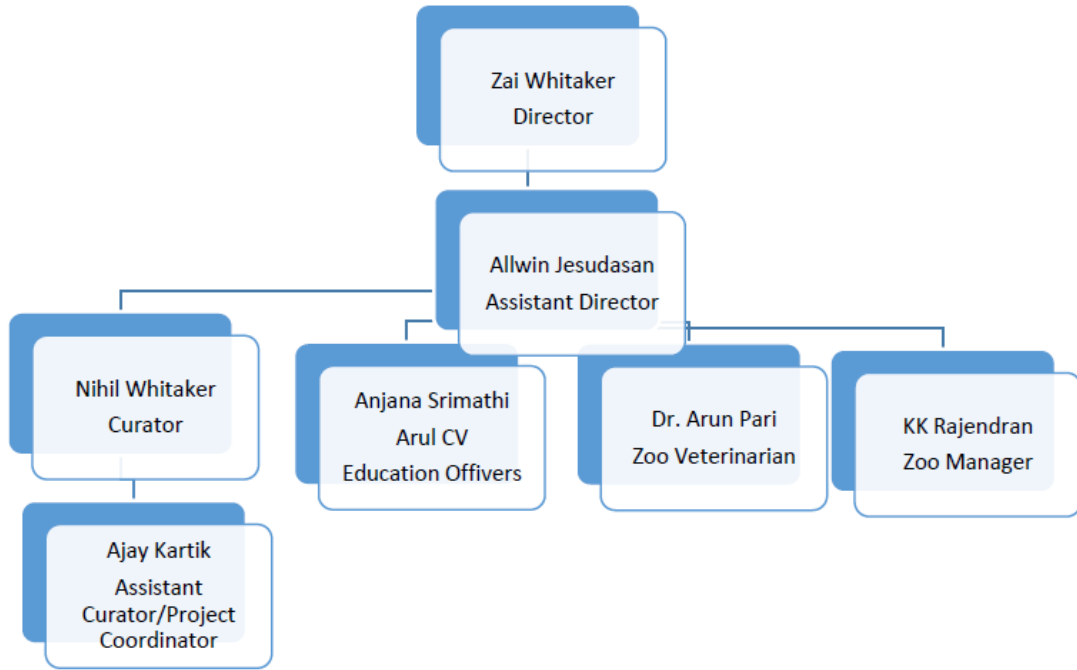 Zai Whitaker
Director
Allwin Jesudasan
Assistant Director
Nihil Whitaker
Curator
Anjana Srimathi
Arul CV
Education Offivers
Dr. Arun Pari
Zoo Veterinarian
KK Rajendran
Zoo Manager
Ajay Kartik
Assistant
Curator/Project
Coordinator